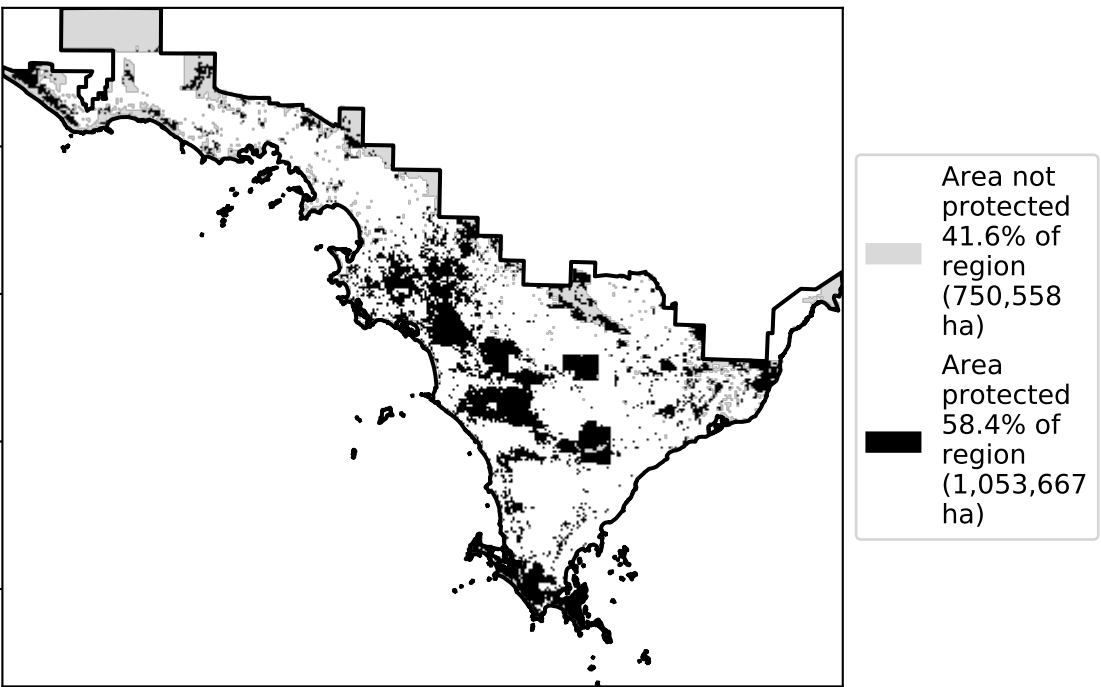 Area not
protected
41.6% of
region
(750,558
ha)
Area
protected
58.4% of
region
(1,053,667
ha)